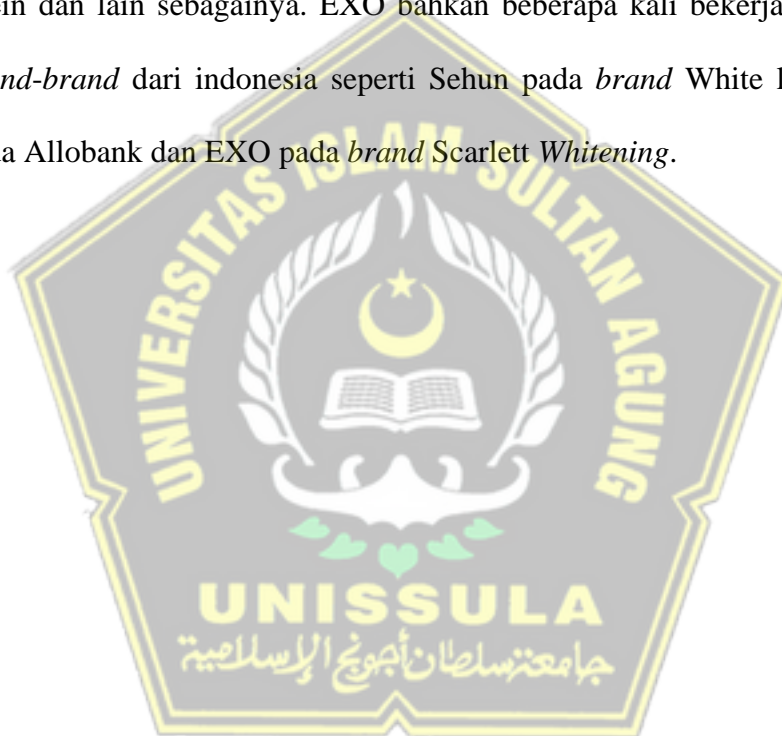 ein dan lain sebagainya. EXO bahkan beberapa kali bekerja
nd-brand dari indonesia seperti Sehun pada brand White
a Allobank dan EXO pada brand Scarlett Whitening.
UNIVERSITAS ISLAM SULTAN AGUNG
UNISSULA
جامعة سلطان أجونج الإسلامية